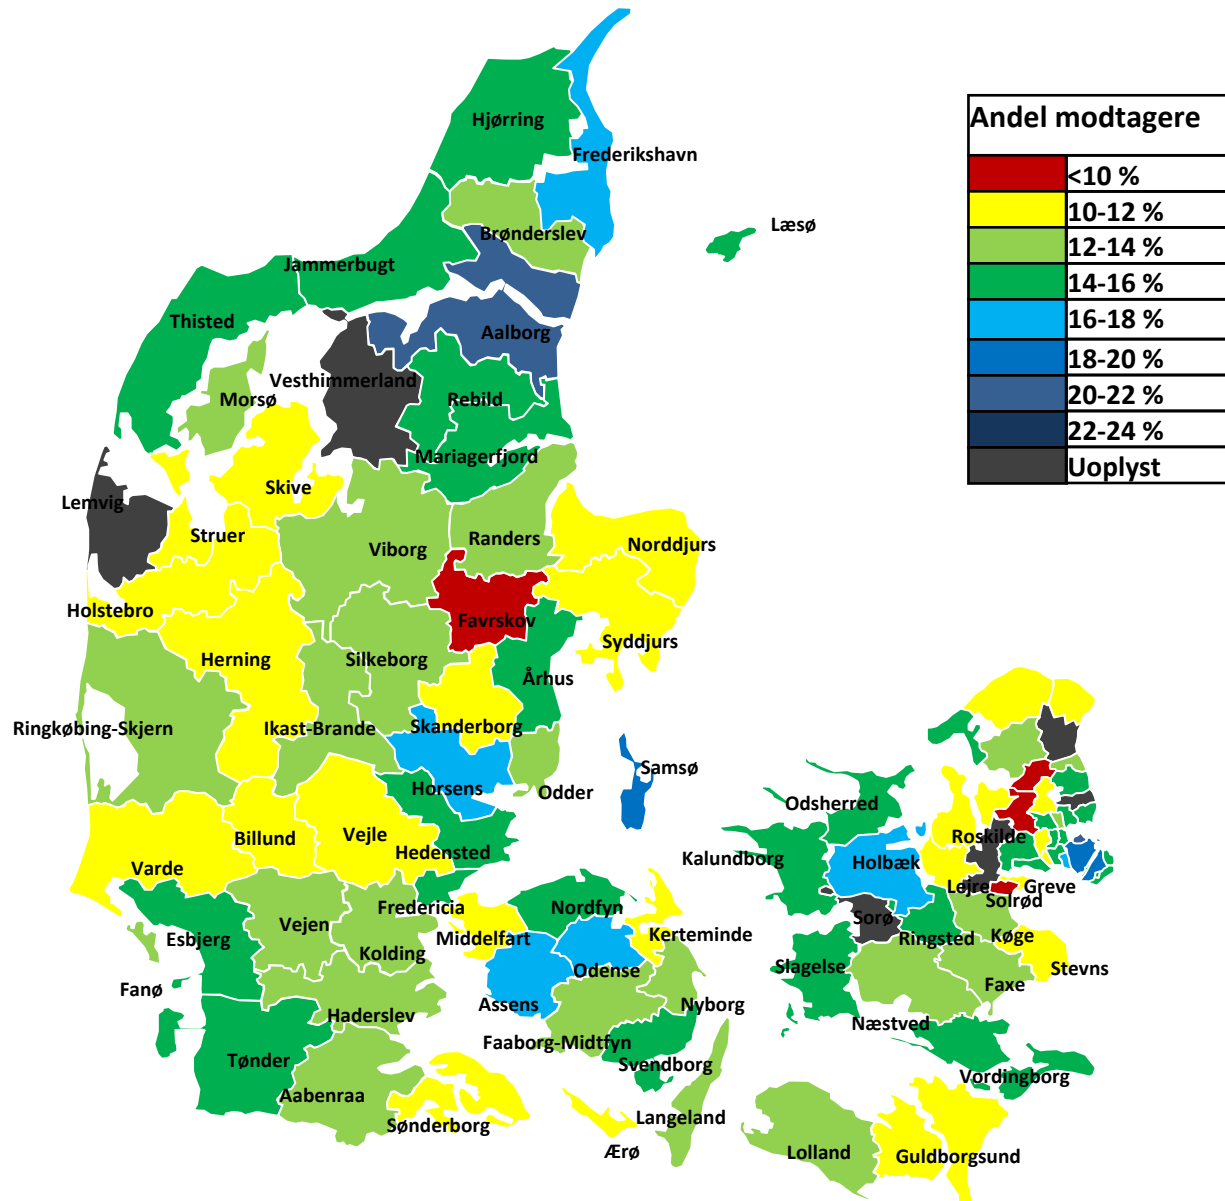 Hjørring
Frederikshavn
Læsø
Brønderslev
Jammerbugt
Thisted
Aalborg
Vesthimmerland
Morsø
Rebild
Mariagerfjord
Skive
Lemvig
Struer
Viborg
Randers
Norddjurs
Holstebro
Favrskov
Syddjurs
Herning
Silkeborg
Århus
Ringkøbing-Skjern
Ikast-Brande
Skanderborg
Samsø
Horsens
Odder
Billund
Vejle
Hedensted
Varde
Fredericia
Nordfyn
Vejen
Middelfart
Kerteminde
Esbjerg
Kolding
Odense
Fanø
Assens
Nyborg
Haderslev
Faaborg-Midtfyn
Tønder
Svendborg
Aabenraa
Langeland
Sønderborg
Ærø
Odsherred
Roskilde
Kalundborg
Holbæk
Lejre
Greve
Solrød
Sorø
Ringsted
Køge
Slagelse
Stevns
Faxe
Næstved
Vordingborg
Lolland
Guldborgsund
Andel modtagere
<10 %
10-12 %
12-14 %
14-16 %
16-18 %
18-20 %
20-22 %
22-24 %
Uoplyst